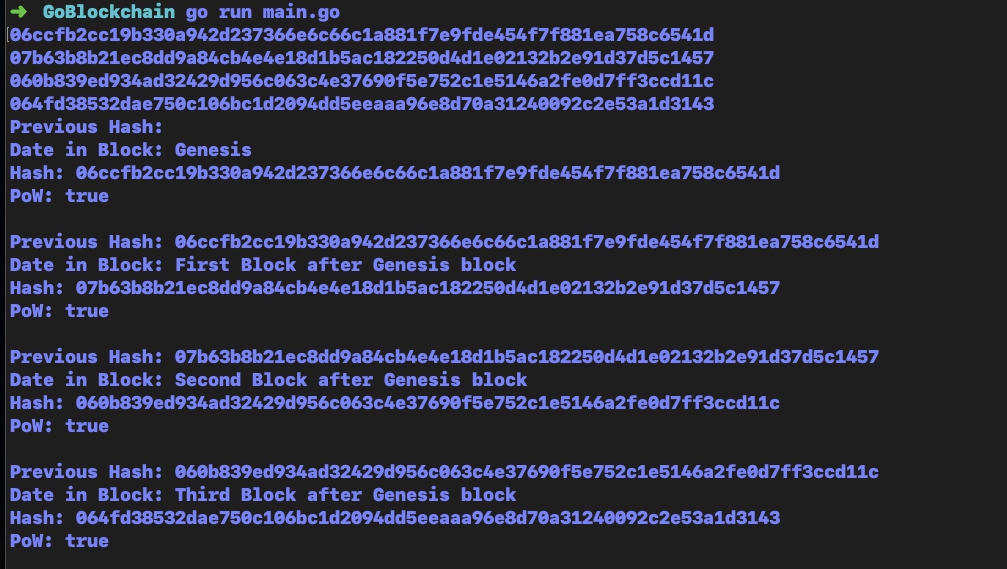 ➜ GoBlockchain go run main.go
06ccfb2cc19b330a942d237366e6c66c1a881f7e9fde454f7f881ea758c6541d
07b63b8b21ec8dd9a84cb4e4e18d1b5ac182250d4d1e02132b2e91d37d5c1457
060b839ed934ad32429d956c063c4e37690f5e752c1e5146a2fe0d7ff3ccd11c
064fd38532dae750c106bc1d2094dd5eeaaa96e8d70a31240092c2e53a1d3143
Previous Hash:
Date in Block: Genesis
Hash: 06ccfb2cc19b330a942d237366e6c66c1a881f7e9fde454f7f881ea758c6541d
PoW: true
Previous Hash: 06ccfb2cc19b330a942d237366e6c66c1a881f7e9fde454f7f881ea758c6541d
Date in Block: First Block after Genesis block
Hash: 07b63b8b21ec8dd9a84cb4e4e18d1b5ac182250d4d1e02132b2e91d37d5c1457
PoW: true
Previous Hash: 07b63b8b21ec8dd9a84cb4e4e18d1b5ac182250d4d1e02132b2e91d37d5c1457
Date in Block: Second Block after Genesis block
Hash: 060b839ed934ad32429d956c063c4e37690f5e752c1e5146a2fe0d7ff3ccd11c
PoW: true
Previous Hash: 060b839ed934ad32429d956c063c4e37690f5e752c1e5146a2fe0d7ff3ccd11c
Date in Block: Third Block after Genesis block
Hash: 064fd38532dae750c106bc1d2094dd5eeaaa96e8d70a31240092c2e53a1d3143
PoW: true